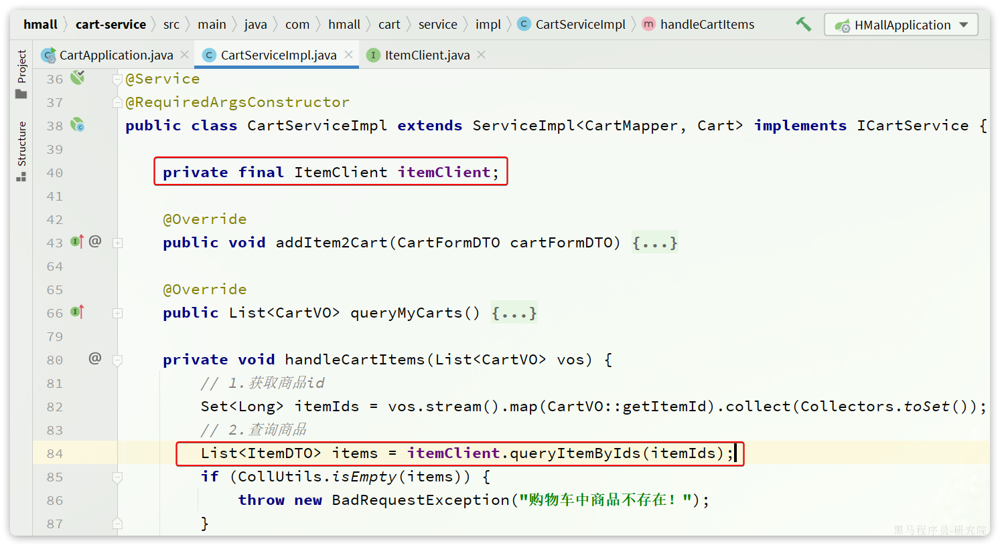 hmall cart-service src main java com hmall cart service impl CartServiceImpl handleCartItems HMallApplication
CartApplication.java CartServiceImpl.java ItemClient.java
Project
Structure
36 @Service
37 @RequiredArgsConstructor
38 public class CartServiceImpl extends ServiceImpl<CartMapper, Cart> implements ICartService {
39
40 private final ItemClient itemClient;
41
42 @Override
43 public void addItem2Cart(CartFormDTO cartFormDTO) {...}
64
65 @Override
66 public List<CartVO> queryMyCarts() {...}
79
80 private void handleCartItems(List<CartVO> vos) {
81 // 1.获取商品id
82 Set<Long> itemIds = vos.stream().map(CartVO::getItemId).collect(Collectors.toSet());
83 // 2.查询商品
84 List<ItemDTO> items = itemClient.queryItemByIds(itemIds);
85 if (CollUtils.isEmpty(items)) {
86 throw new BadRequestException("购物车中商品不存在！");
87 }
黑马程序员-研究院